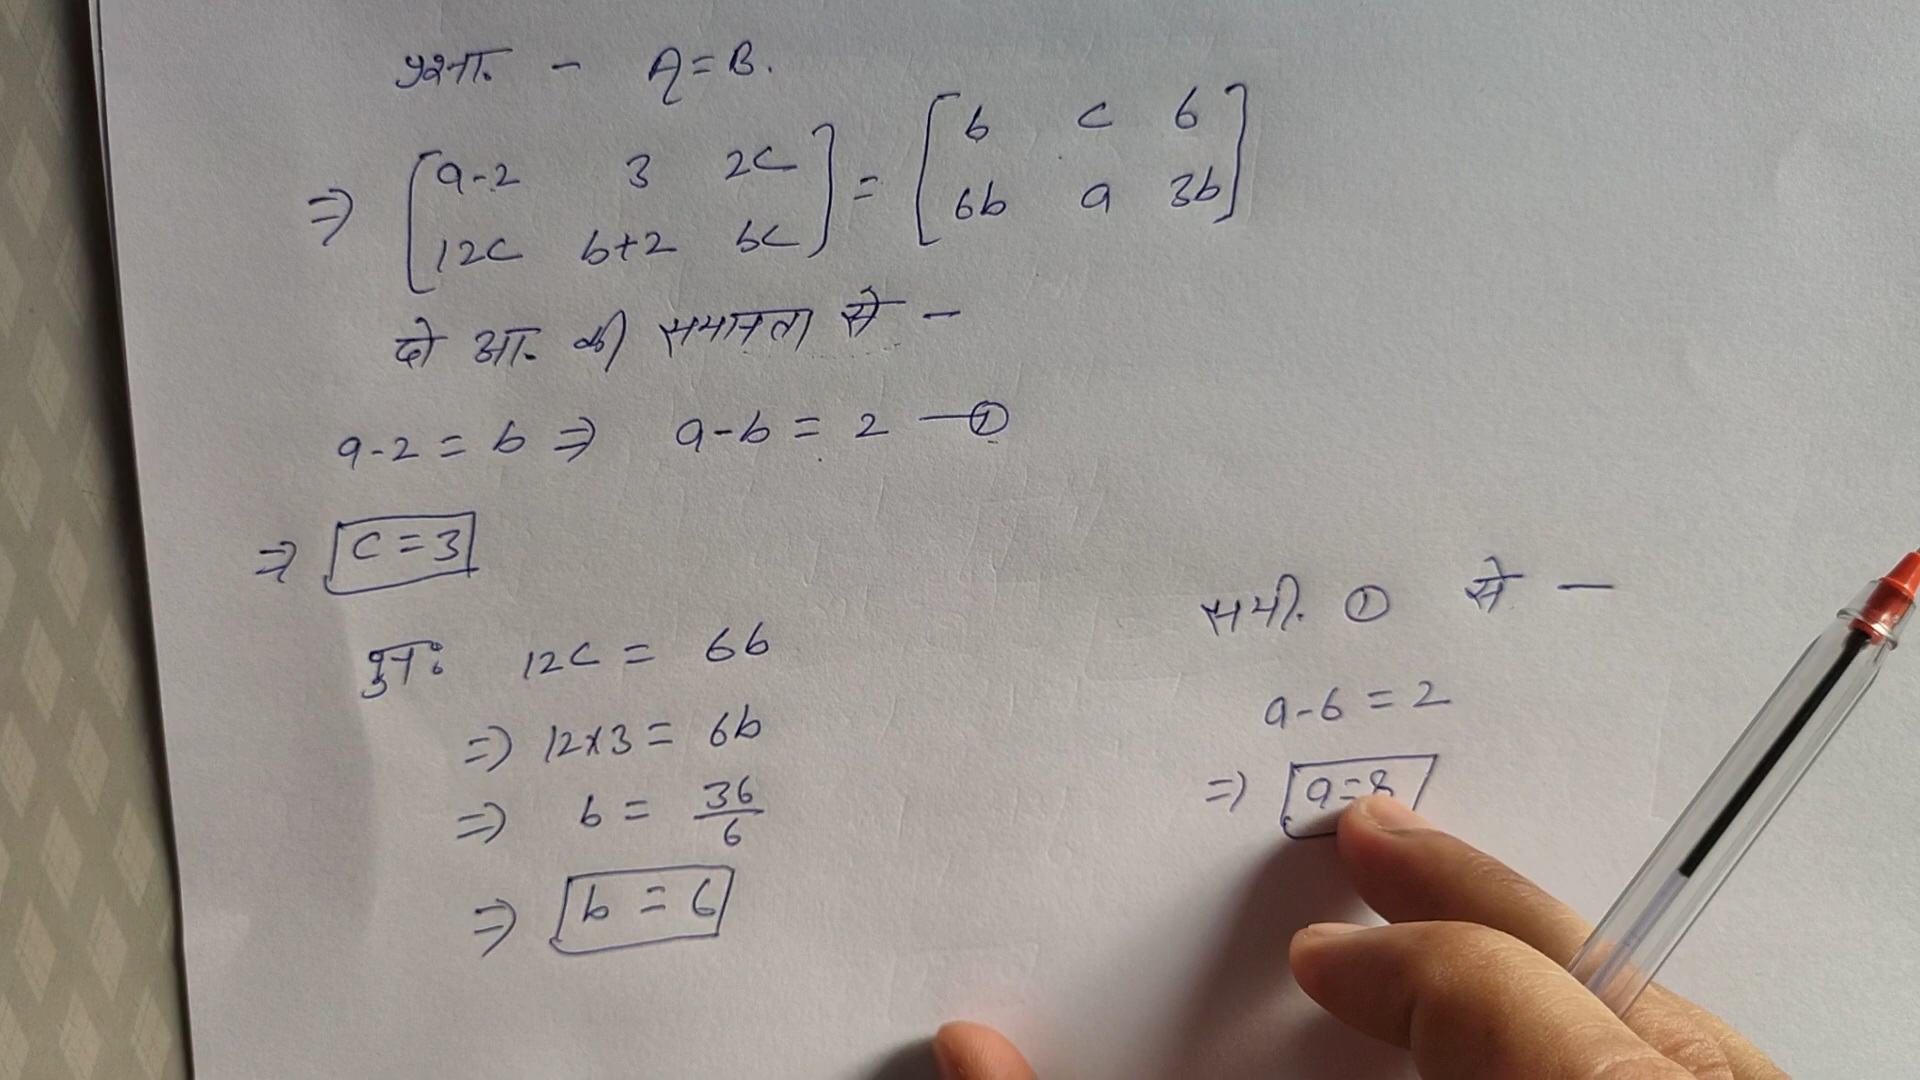 प्रश्ना. - A = B.
⇒ [a-2 3 2c
12c b+2 bc] = [b c 6
6b a 3b]
दो आ. की समानता से -
a-2 = b ⇒ a-b = 2 — ①
⇒ c = 3
पुनः 12c = 6b
⇒ 12×3 = 6b
⇒ b = 36/6
⇒ b = 6
समी. ① से —
a-6 = 2
⇒ a=8